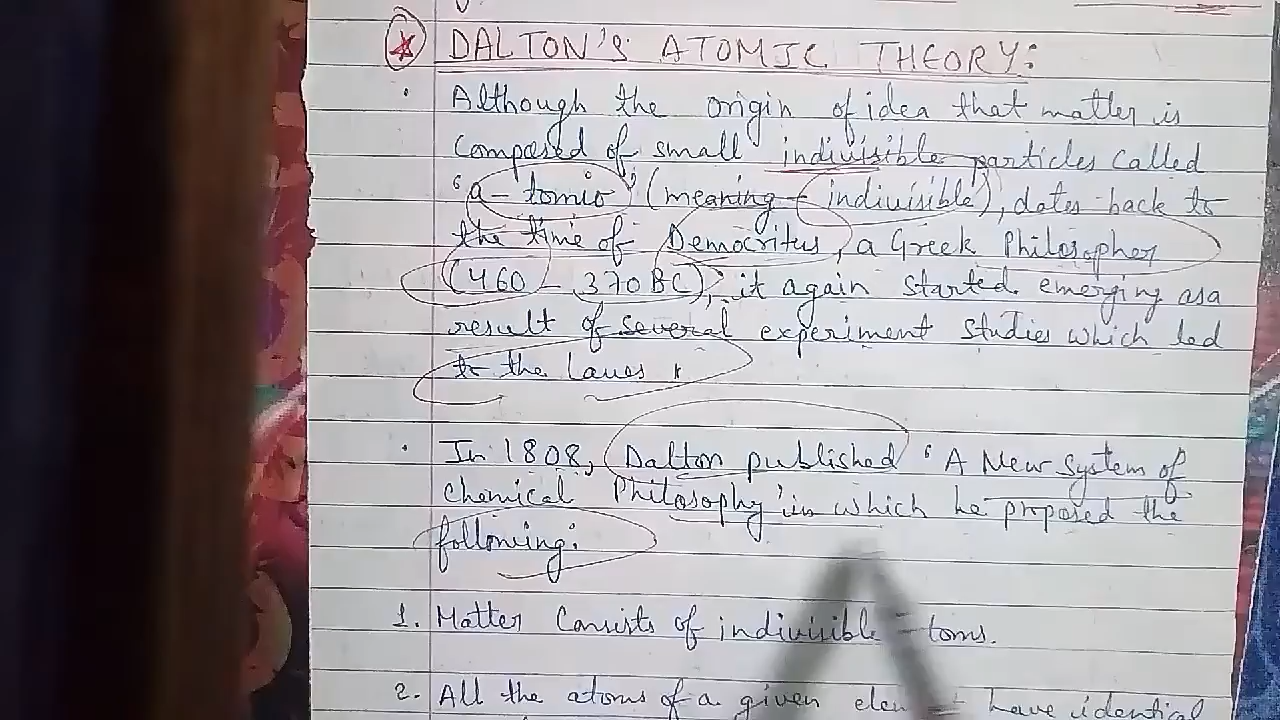 DALTON'S ATOMIC THEORY:
Although the origin of idea that matter is
composed of small indivisible particles called
'a-tomio' (meaning - indivisible), dates back to
the time of Democritus, a Greek Philosopher
(460 - 370 BC), it again started emerging as a
result of several experiment studies which led
to the Laws.
In 1808, Dalton published 'A New System of
Chemical Philosophy' in which he proposed the
following:
1. Matter Consists of indivisible toms.
2. All the atoms of a given have idential